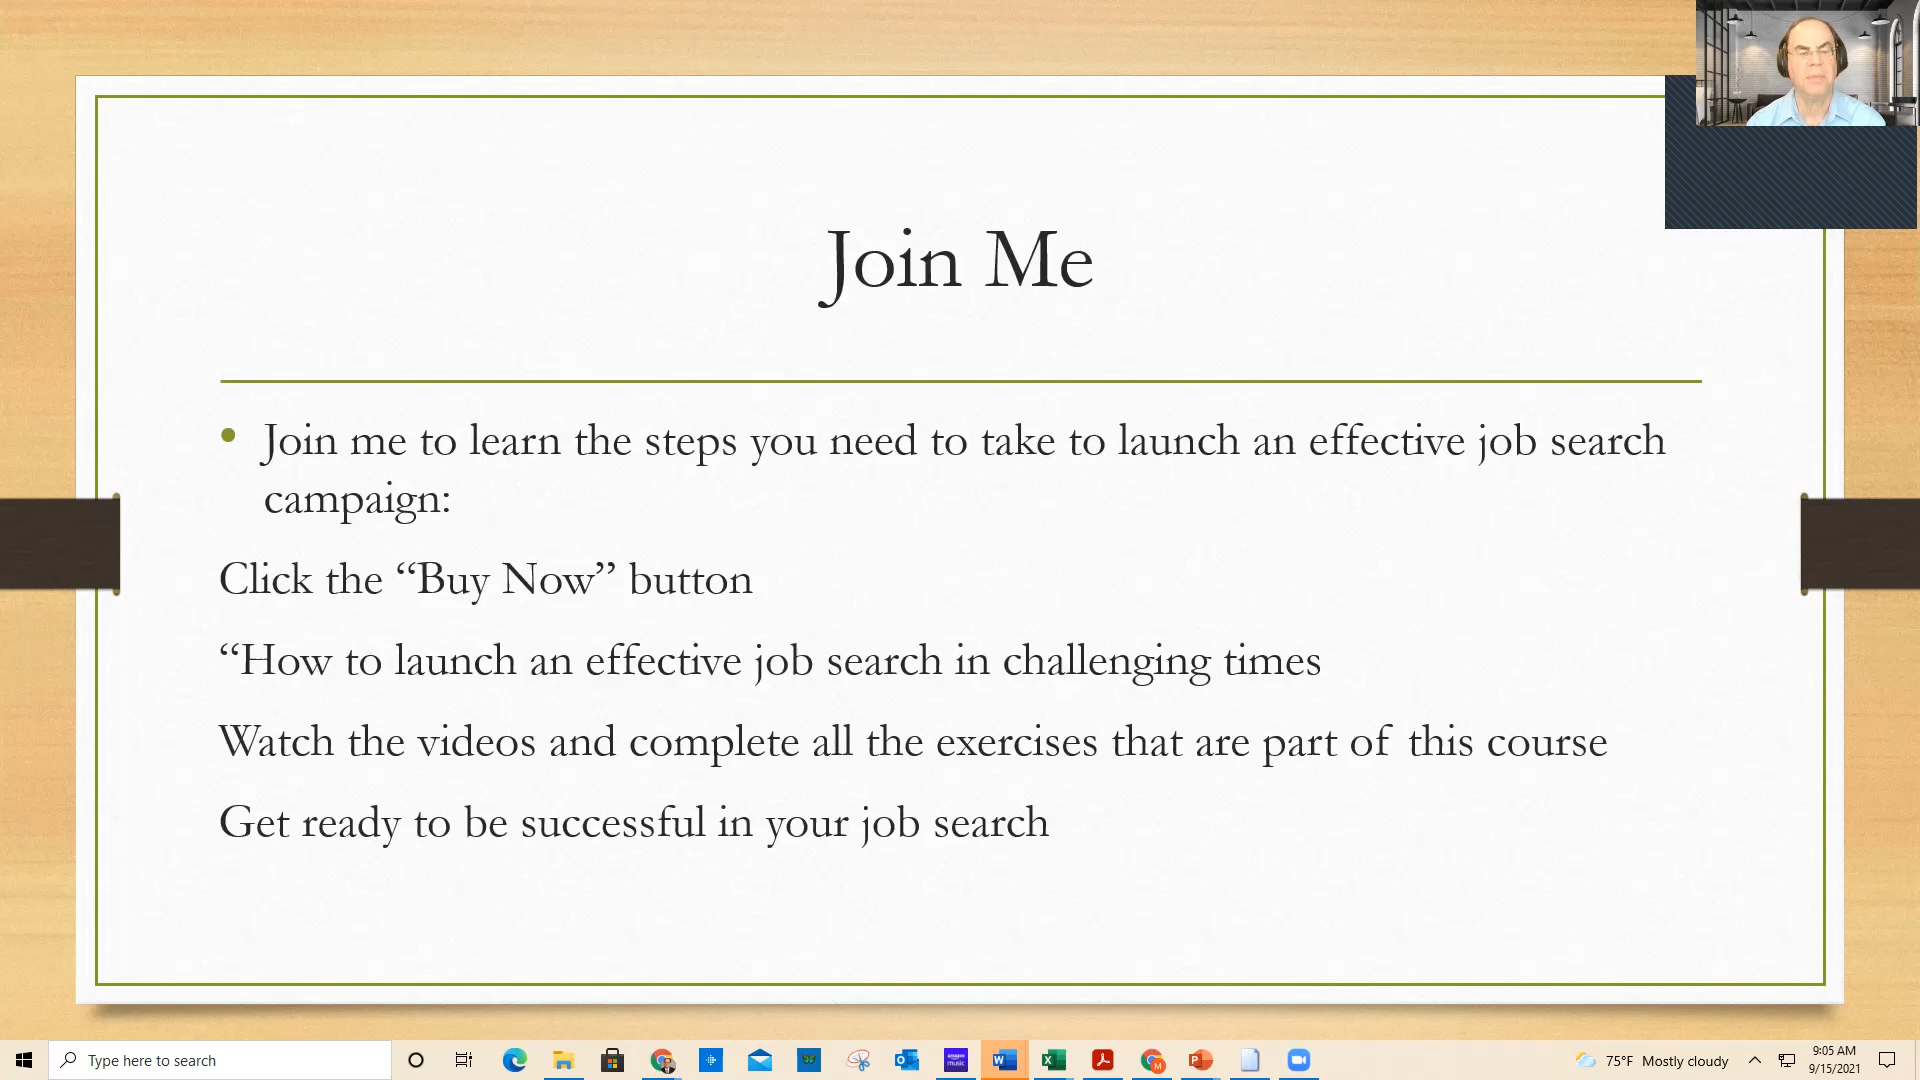 Join Me
• Join me to learn the steps you need to take to launch an effective job search
campaign:
Click the “Buy Now” button
“How to launch an effective job search in challenging times
Watch the videos and complete all the exercises that are part of this course
Get ready to be successful in your job search
Type here to search
amazon music
75°F Mostly cloudy
9:05 AM
9/15/2021